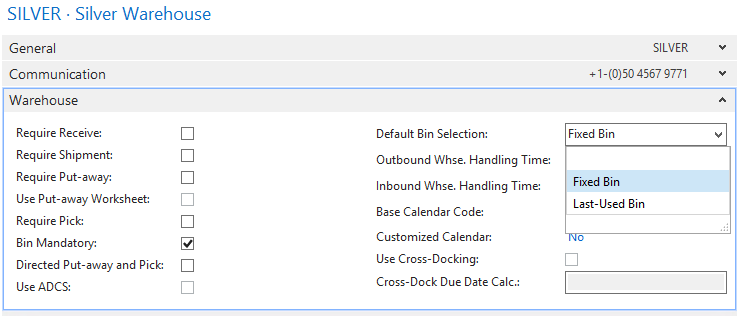 SILVER · Silver Warehouse
General SILVER
Communication +1-(0)50 4567 9771
Warehouse
Require Receive:
Require Shipment:
Require Put-away:
Use Put-away Worksheet:
Require Pick:
Bin Mandatory:
Directed Put-away and Pick:
Use ADCS:
Default Bin Selection: Fixed Bin
Fixed Bin
Last-Used Bin
Outbound Whse. Handling Time:
Inbound Whse. Handling Time:
Base Calendar Code:
Customized Calendar: No
Use Cross-Docking:
Cross-Dock Due Date Calc.: